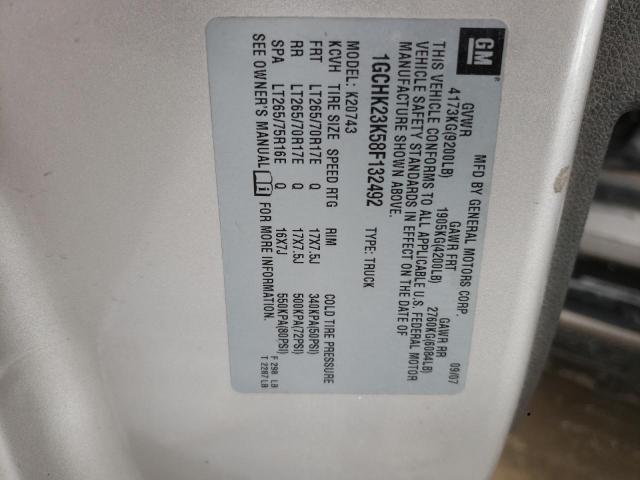 GM
MFD BY GENERAL MOTORS CORP. 09/07
GVWR GAWR FRT GAWR RR
4173KG(9200LB) 1905KG(4200LB) 2760KG(6084LB)
THIS VEHICLE CONFORMS TO ALL APPLICABLE U.S. FEDERAL MOTOR
VEHICLE SAFETY STANDARDS IN EFFECT ON THE DATE OF
MANUFACTURE SHOWN ABOVE.
1GCHK23K58F132492 TYPE: TRUCK
MODEL: K20743
KCVH TIRE SIZE SPEED RTG RIM COLD TIRE PRESSURE
FRT LT265/70R17E Q 17X7.5J 340KPA(50PSI)
RR LT265/70R17E Q 17X7.5J 500KPA(72PSI)
SPA LT265/75R16E Q 16X7J 550KPA(80PSI)
SEE OWNER'S MANUAL FOR MORE INFORMATION.
F 298 LB
T 2287 LB